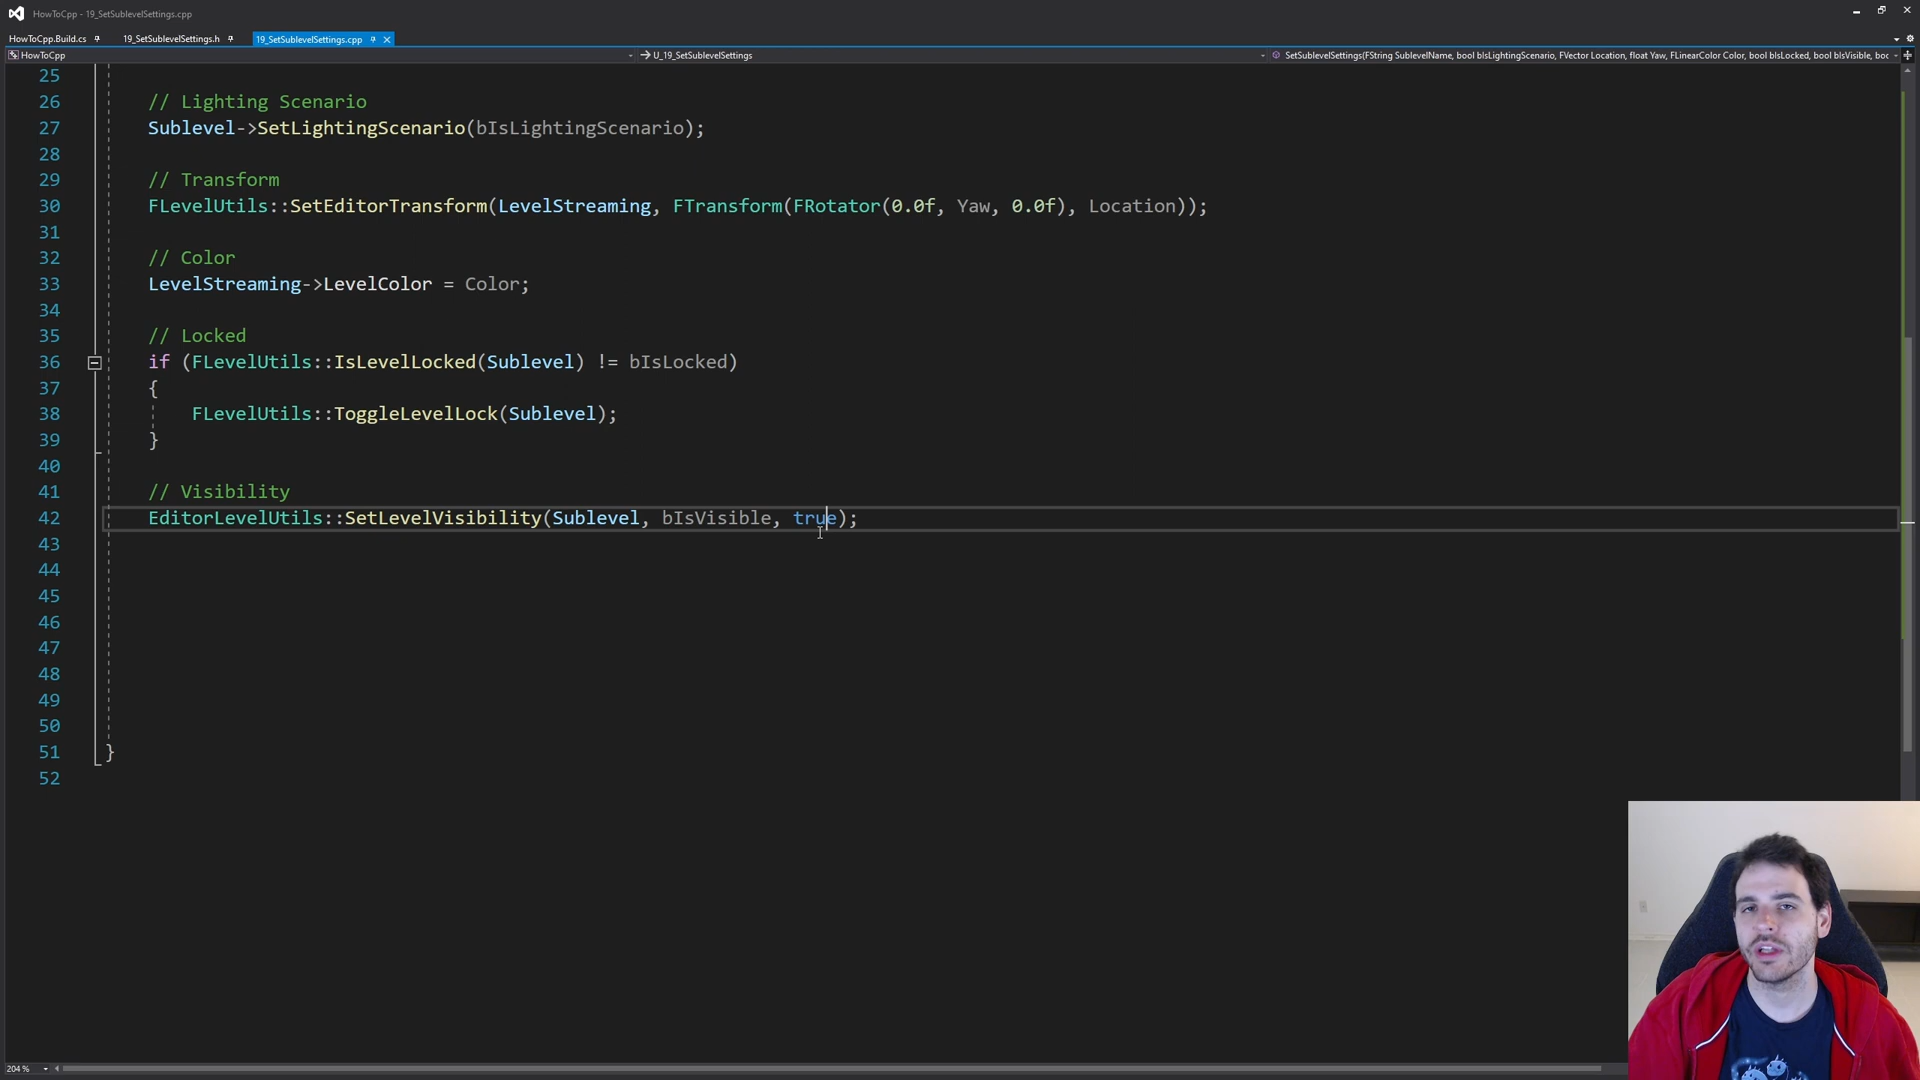 HowToCpp - 19_SetSublevelSettings.cpp
HowToCpp.Build.cs 19_SetSublevelSettings.h 19_SetSublevelSettings.cpp
HowToCpp U_19_SetSublevelSettings SetSublevelSettings(FString SublevelName, bool bIsLightingScenario, FVector Location, float Yaw, FLinearColor Color, bool bIsLocked, bool bIsVisible, boc
25
26 // Lighting Scenario
27 Sublevel->SetLightingScenario(bIsLightingScenario);
28
29 // Transform
30 FLevelUtils::SetEditorTransform(LevelStreaming, FTransform(FRotator(0.0f, Yaw, 0.0f), Location));
31
32 // Color
33 LevelStreaming->LevelColor = Color;
34
35 // Locked
36 if (FLevelUtils::IsLevelLocked(Sublevel) != bIsLocked)
37 {
38 FLevelUtils::ToggleLevelLock(Sublevel);
39 }
40
41 // Visibility
42 EditorLevelUtils::SetLevelVisibility(Sublevel, bIsVisible, true);
43
44
45
46
47
48
49
50
51 }
52
204 %